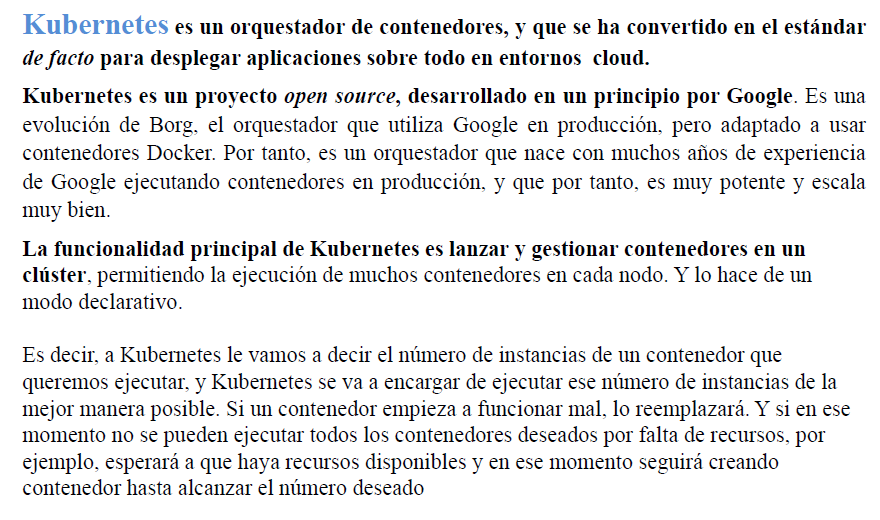 Kubernetes es un orquestador de contenedores, y que se ha convertido en el estándar
de facto para desplegar aplicaciones sobre todo en entornos cloud.
Kubernetes es un proyecto open source, desarrollado en un principio por Google. Es una
evolución de Borg, el orquestador que utiliza Google en producción, pero adaptado a usar
contenedores Docker. Por tanto, es un orquestador que nace con muchos años de experiencia
de Google ejecutando contenedores en producción, y que por tanto, es muy potente y escala
muy bien.
La funcionalidad principal de Kubernetes es lanzar y gestionar contenedores en un
clúster, permitiendo la ejecución de muchos contenedores en cada nodo. Y lo hace de un
modo declarativo.
Es decir, a Kubernetes le vamos a decir el número de instancias de un contenedor que
queremos ejecutar, y Kubernetes se va a encargar de ejecutar ese número de instancias de la
mejor manera posible. Si un contenedor empieza a funcionar mal, lo reemplazará. Y si en ese
momento no se pueden ejecutar todos los contenedores deseados por falta de recursos, por
ejemplo, esperará a que haya recursos disponibles y en ese momento seguirá creando
contenedor hasta alcanzar el número deseado